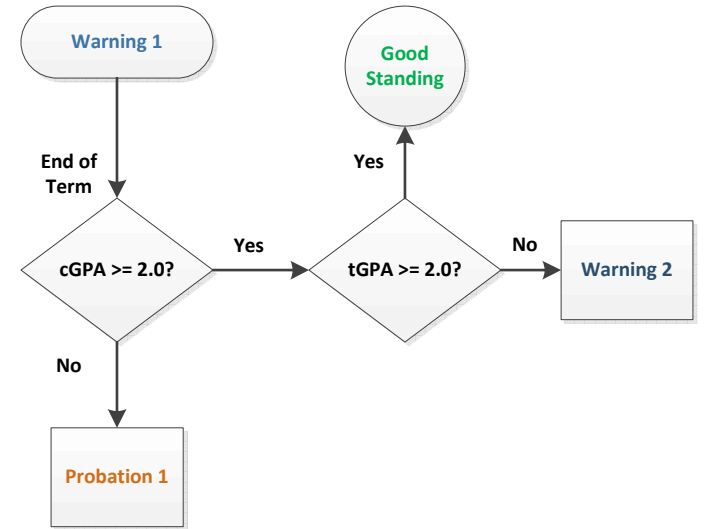 Warning 1
Good
Standing
End of
Term
Yes
cGPA >= 2.0?
Yes
tGPA >= 2.0?
No
Warning 2
No
Probation 1